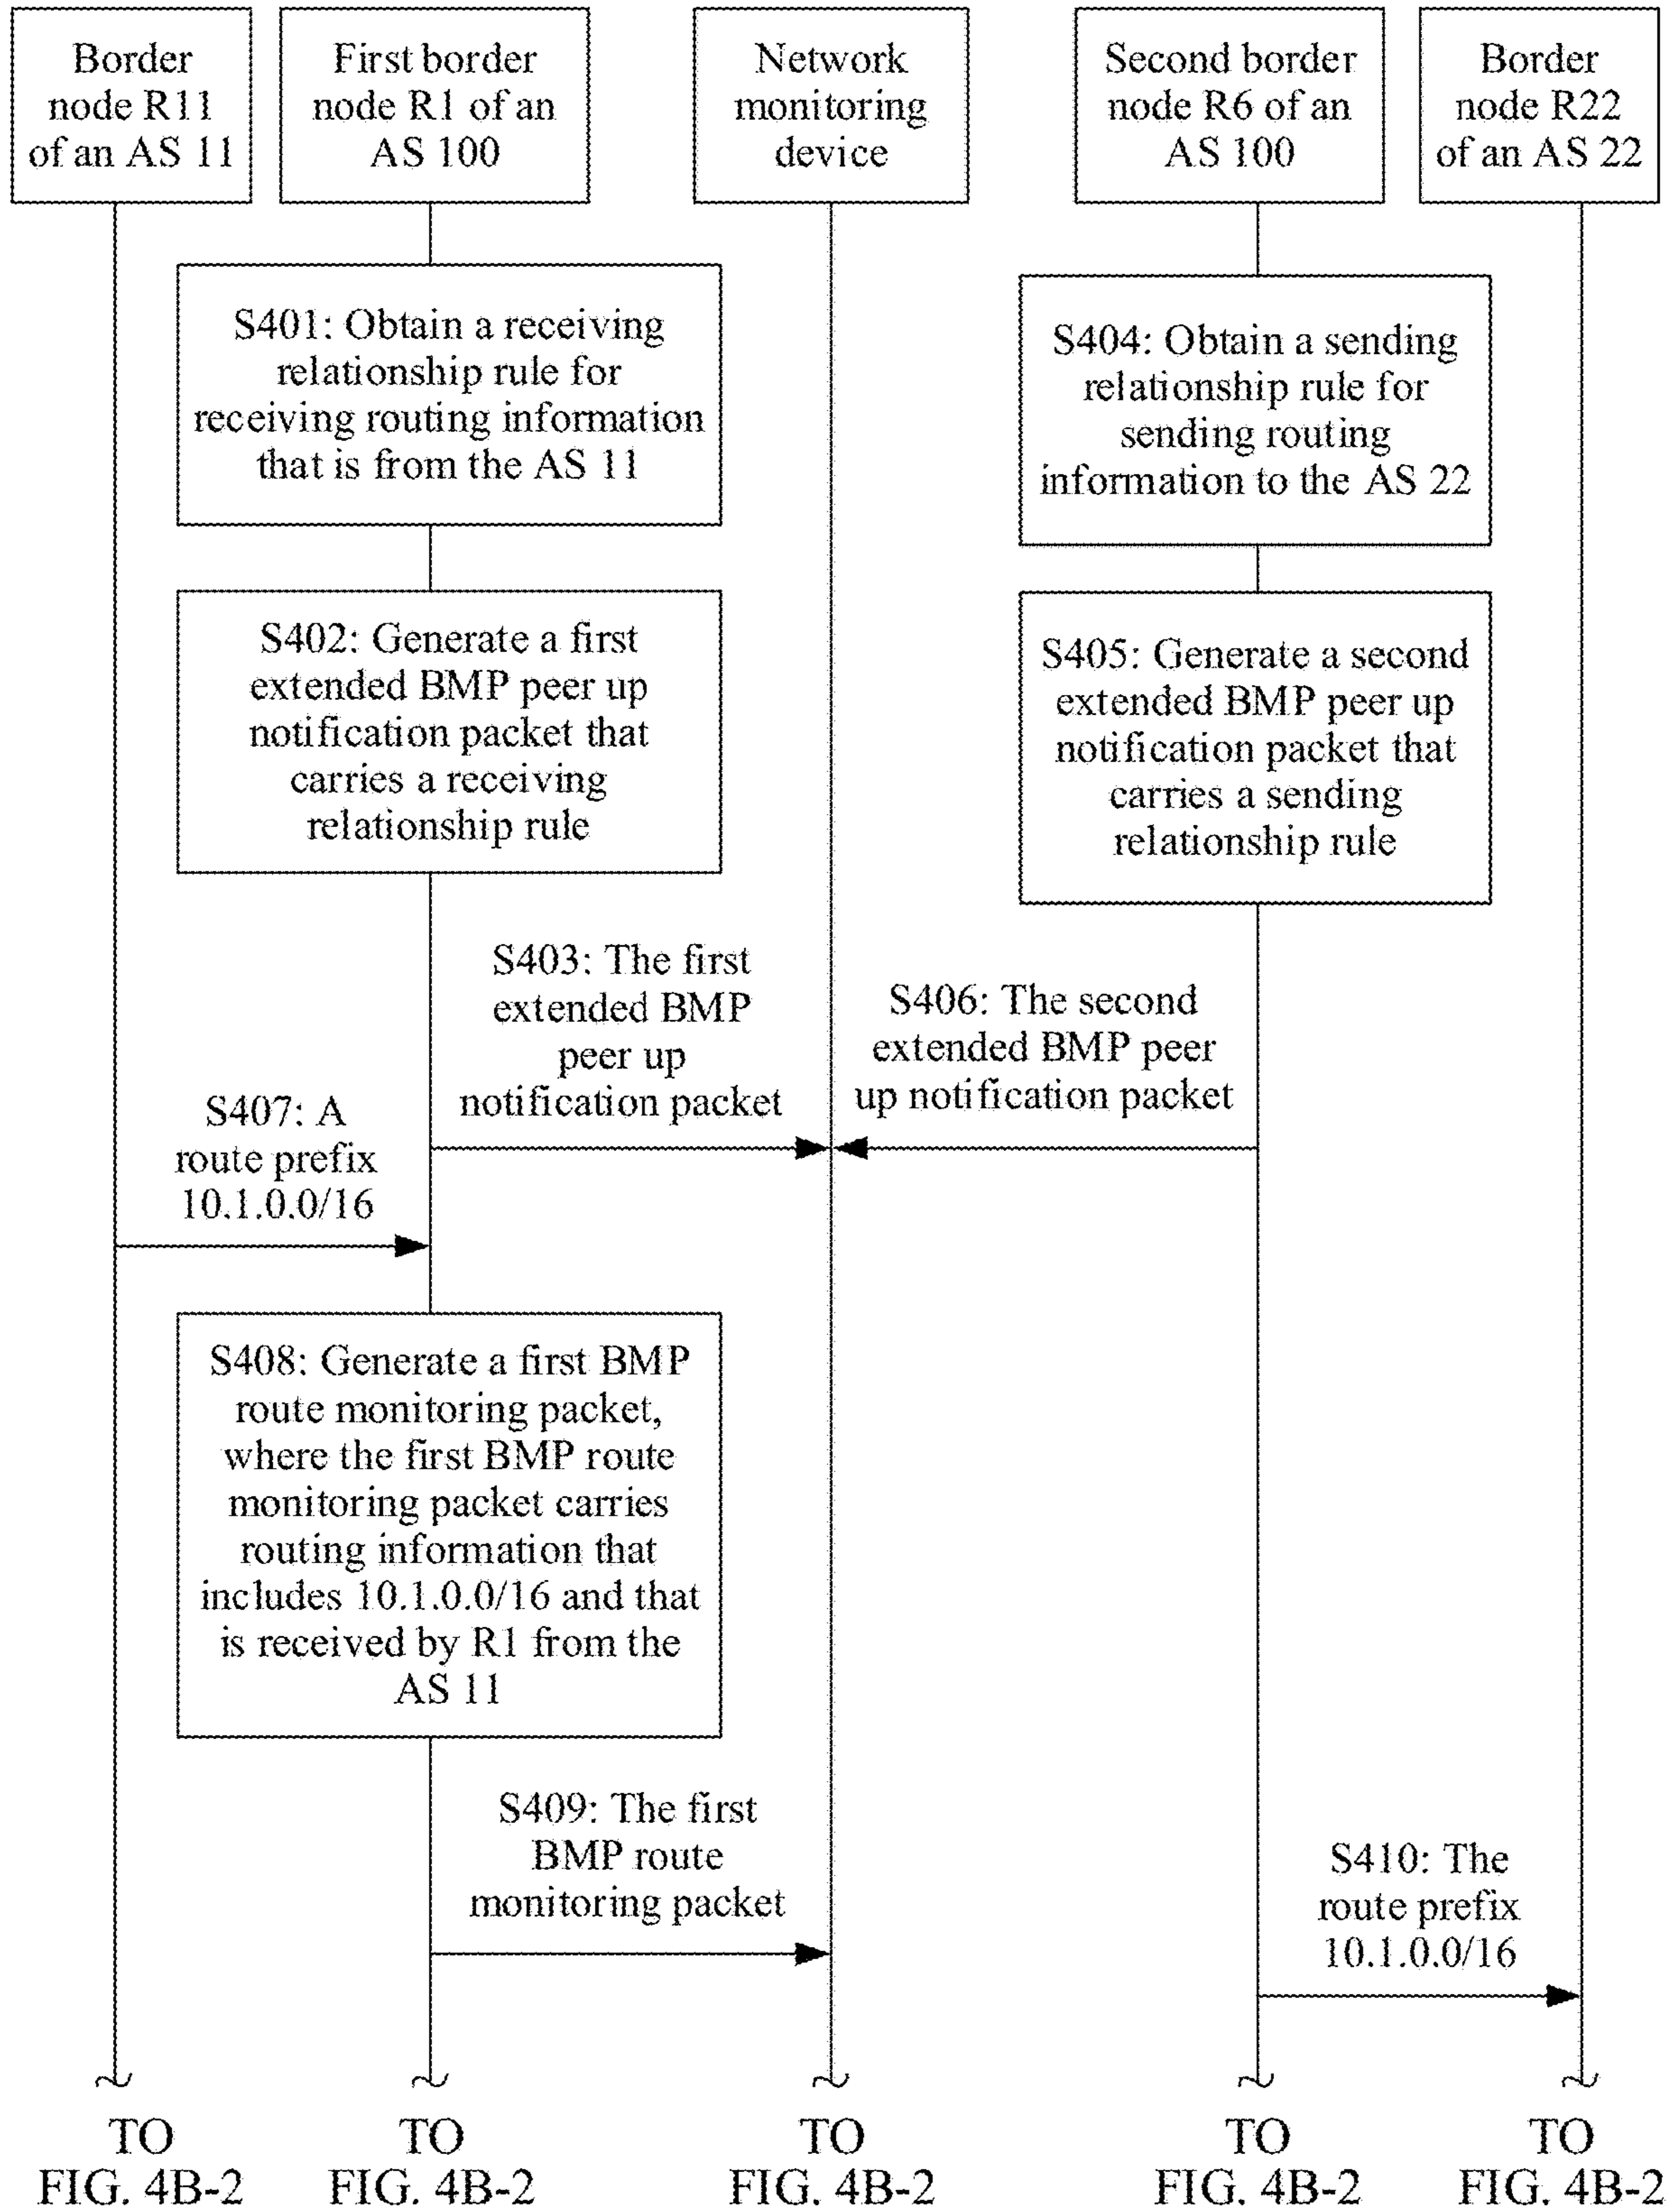 Border
node R11
of an AS 11
First border
node R1 of an
AS 100
Network
monitoring
device
Second border
node R6 of an
AS 100
Border
node R22
of an AS 22
S401: Obtain a receiving
relationship rule for
receiving routing information
that is from the AS 11
S404: Obtain a sending
relationship rule for
sending routing
information to the AS 22
S402: Generate a first
extended BMP peer up
notification packet that
carries a receiving
relationship rule
S405: Generate a second
extended BMP peer up
notification packet that
carries a sending
relationship rule
S403: The first
extended BMP
peer up
notification packet
S406: The second
extended BMP peer
up notification packet
S407: A
route prefix
10.1.0.0/16
S408: Generate a first BMP
route monitoring packet,
where the first BMP route
monitoring packet carries
routing information that
includes 10.1.0.0/16 and that
is received by R1 from the
AS 11
S409: The first
BMP route
monitoring packet
S410: The
route prefix
10.1.0.0/16
TO
FIG. 4B-2
TO
FIG. 4B-2
TO
FIG. 4B-2
TO
FIG. 4B-2
TO
FIG. 4B-2